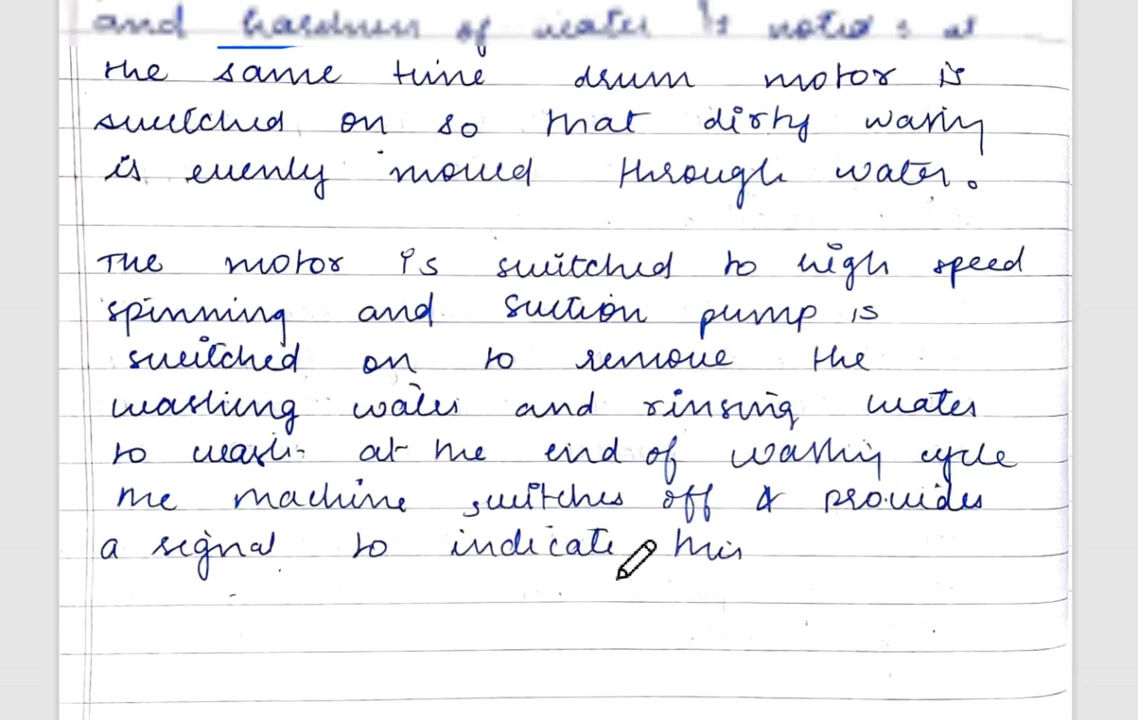 and hardness of water is noted : at
the same time drum motor is
switched on so that dirty washing
is evenly moved through water.
The motor is switched to high speed
spinning and suction pump is
switched on to remove the
washing water and rinsing water
to wash at the end of washing cycle
the machine switches off & provides
a signal to indicate this